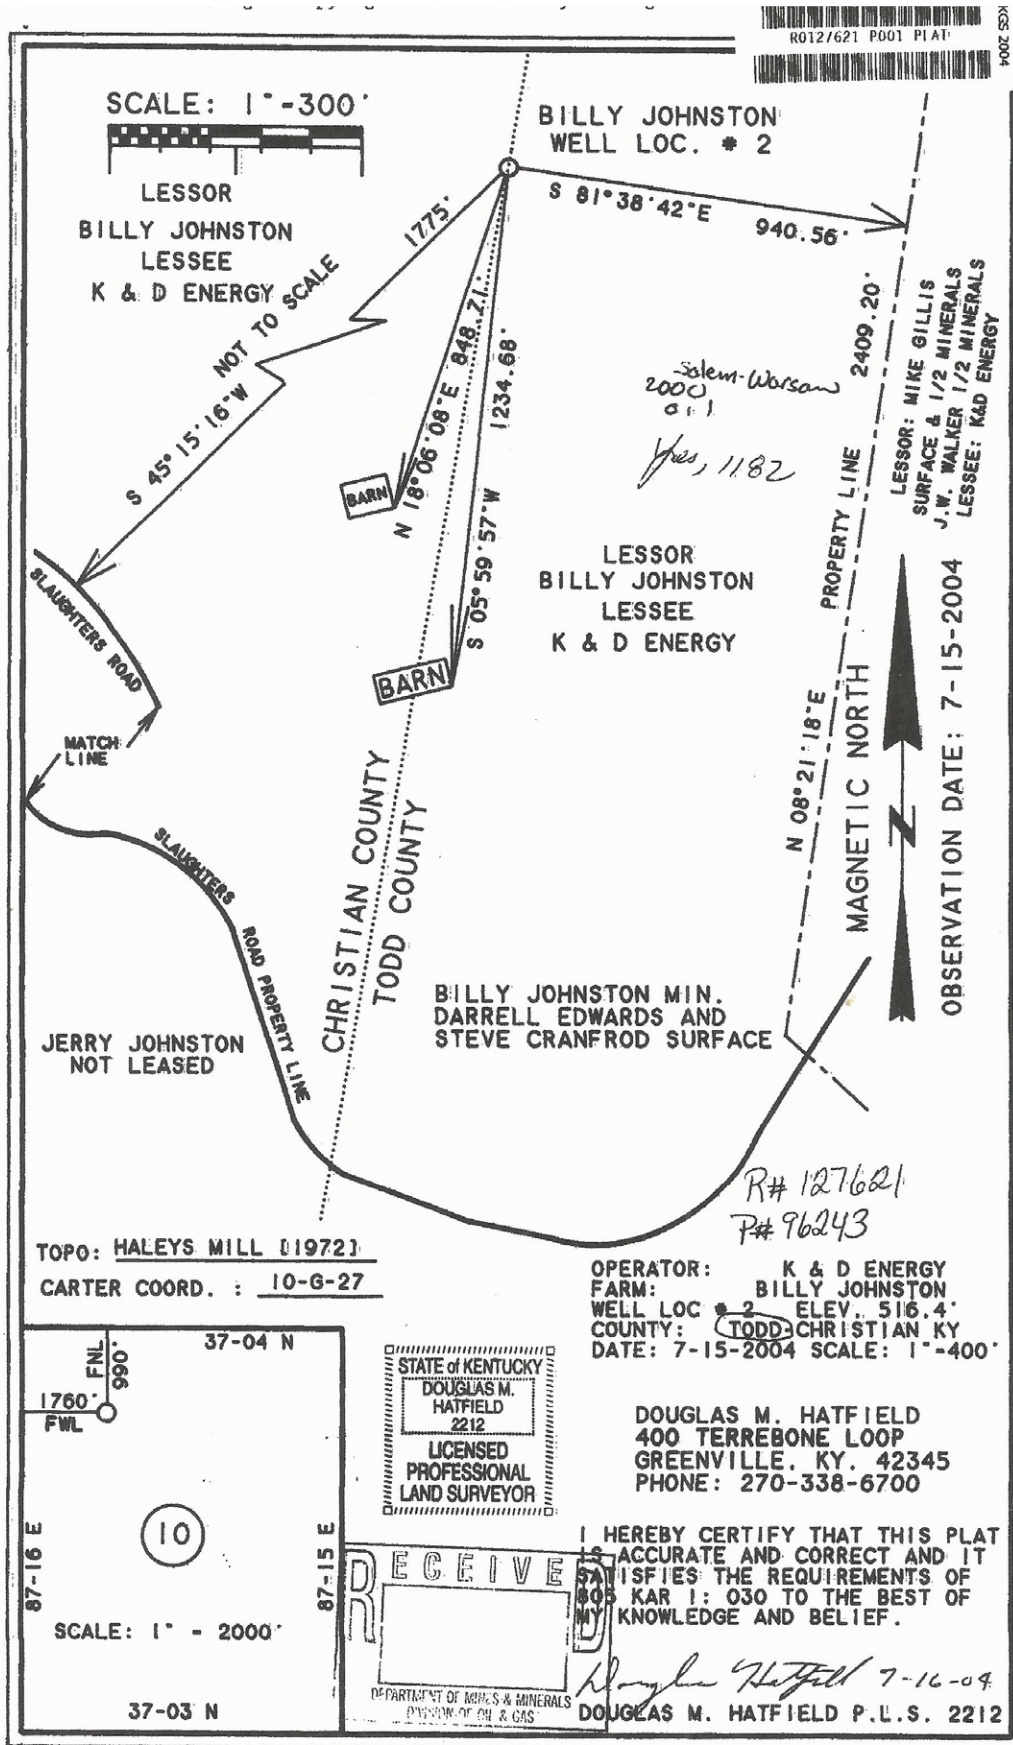 R012/621 P001 PLAT
KGS 2004
SCALE: 1"-300'
LESSOR
BILLY JOHNSTON
LESSEE
K & D ENERGY
BILLY JOHNSTON
WELL LOC. # 2
S 81°38'42"E 940.56'
1775'
NOT TO SCALE
S 45°15'16"W
N 18°06'08"E 848.71'
1234.68'
S 05°59'57"W
BARN
BARN
Salem-Warsaw
2000
oil
1182
2409.20'
PROPERTY LINE
N 08°21'18"E
LESSOR: MIKE GILLIS
SURFACE & 1/2 MINERALS
J.W. WALKER 1/2 MINERALS
LESSEE: K&D ENERGY
LESSOR
BILLY JOHNSTON
LESSEE
K & D ENERGY
SLAUGHTERS ROAD
MATCH
LINE
SLAUGHTERS
ROAD PROPERTY LINE
CHRISTIAN COUNTY
TODD COUNTY
MAGNETIC NORTH
N
OBSERVATION DATE: 7-15-2004
JERRY JOHNSTON
NOT LEASED
BILLY JOHNSTON MIN.
DARRELL EDWARDS AND
STEVE CRANFROD SURFACE
R# 127621
P# 96243
TOPO: HALEYS MILL [1972]
CARTER COORD. : 10-G-27
OPERATOR: K & D ENERGY
FARM: BILLY JOHNSTON
WELL LOC # 2 ELEV. 516.4'
COUNTY: TODD-CHRISTIAN KY
DATE: 7-15-2004 SCALE: 1"-400'
37-04 N
FNL
990'
1760'
FWL
10
87-16 E
87-15 E
SCALE: 1" - 2000'
37-03 N
STATE of KENTUCKY
DOUGLAS M.
HATFIELD
2212
LICENSED
PROFESSIONAL
LAND SURVEYOR
DOUGLAS M. HATFIELD
400 TERREBONE LOOP
GREENVILLE, KY. 42345
PHONE: 270-338-6700
RECEIVED
DEPARTMENT OF MINES & MINERALS
DIVISION OF OIL & GAS
I HEREBY CERTIFY THAT THIS PLAT
IS ACCURATE AND CORRECT AND IT
SATISFIES THE REQUIREMENTS OF
805 KAR 1: 030 TO THE BEST OF
MY KNOWLEDGE AND BELIEF.
Douglas Hatfield 7-16-04
DOUGLAS M. HATFIELD P.L.S. 2212